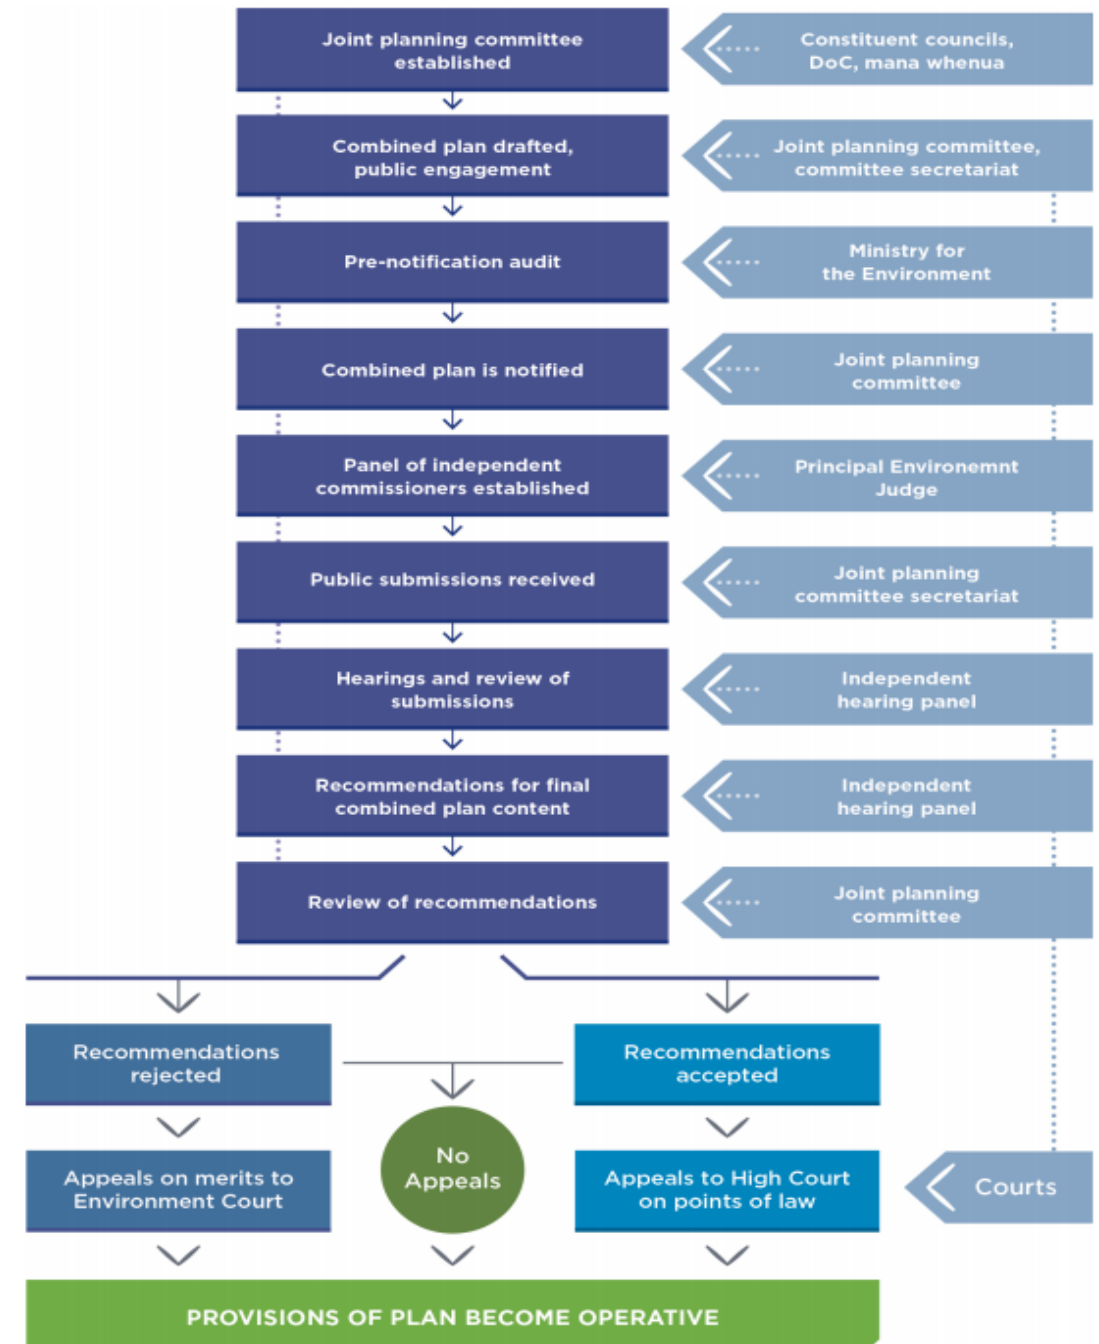 Joint planning committee
established
Constituent councils,
DoC, mana whenua
Combined plan drafted,
public engagement
Joint planning committee,
committee secretariat
Pre-notification audit
Ministry for
the Environment
Combined plan is notified
Joint planning
committee
Panel of independent
commissioners established
Principal Environemnt
Judge
Public submissions received
Joint planning
committee secretariat
Hearings and review of
submissions
Independent
hearing panel
Recommendations for final
combined plan content
Independent
hearing panel
Review of recommendations
Joint planning
committee
Recommendations
rejected
Recommendations
accepted
No
Appeals
Appeals on merits to
Environment Court
Appeals to High Court
on points of law
Courts
PROVISIONS OF PLAN BECOME OPERATIVE